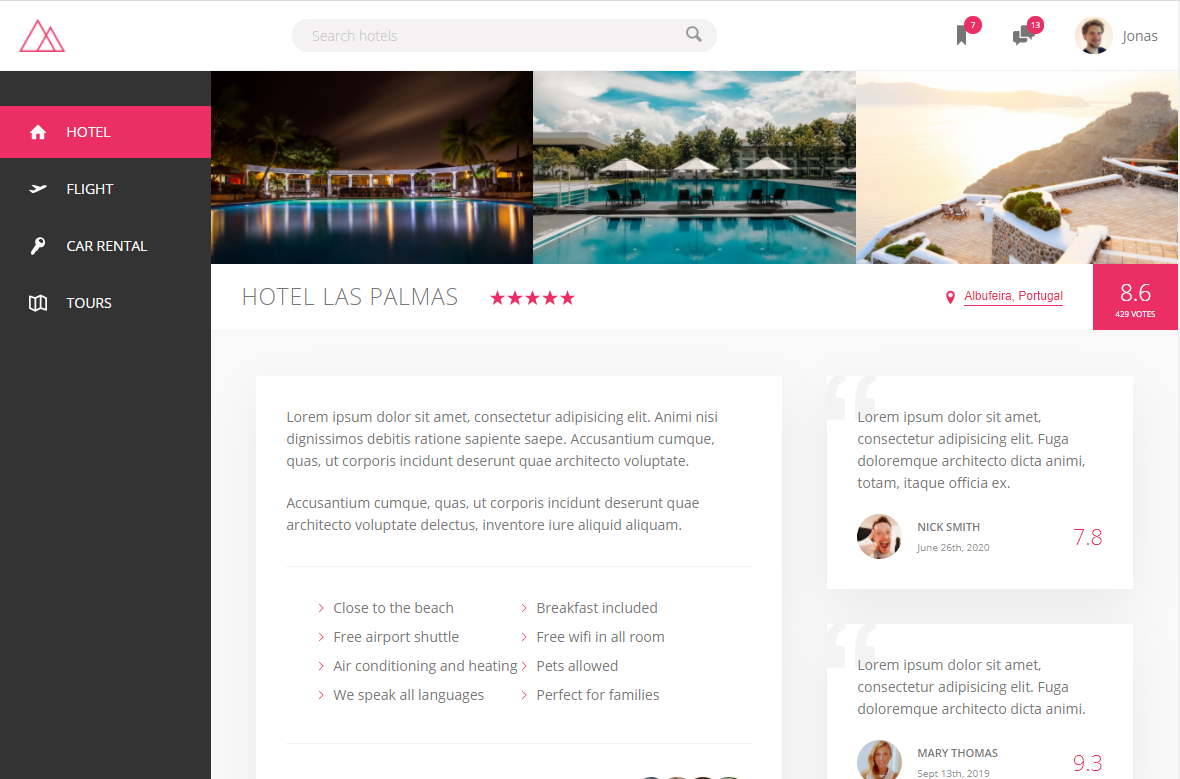 Search hotels
7
13
Jonas
HOTEL
FLIGHT
CAR RENTAL
TOURS
HOTEL LAS PALMAS
Albufeira, Portugal
8.6
429 VOTES
Lorem ipsum dolor sit amet, consectetur adipisicing elit. Animi nisi
dignissimos debitis ratione sapiente saepe. Accusantium cumque,
quas, ut corporis incidunt deserunt quae architecto voluptate.
Accusantium cumque, quas, ut corporis incidunt deserunt quae
architecto voluptate delectus, inventore iure aliquid aliquam.
Close to the beach
Free airport shuttle
Air conditioning and heating
We speak all languages
Breakfast included
Free wifi in all room
Pets allowed
Perfect for families
“
Lorem ipsum dolor sit amet,
consectetur adipisicing elit. Fuga
doloremque architecto dicta animi,
totam, itaque officia ex.
NICK SMITH
June 26th, 2020
7.8
“
Lorem ipsum dolor sit amet,
consectetur adipisicing elit. Fuga
doloremque architecto dicta animi.
MARY THOMAS
Sept 13th, 2019
9.3